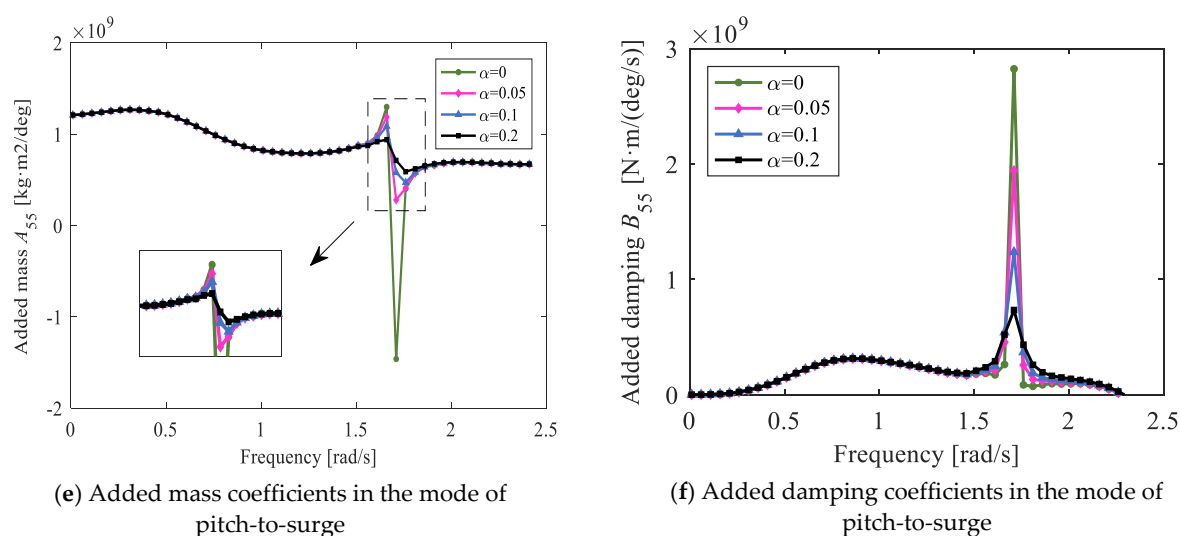 ×10^9
2
1
0
-1
-2
Added mass A_55 [kg·m2/deg]
α=0
α=0.05
α=0.1
α=0.2
0 0.5 1 1.5 2 2.5
Frequency [rad/s]
(e) Added mass coefficients in the mode of
pitch-to-surge
×10^9
3
2
1
0
Added damping B_55 [N·m/(deg/s)]
α=0
α=0.05
α=0.1
α=0.2
0 0.5 1 1.5 2 2.5
Frequency [rad/s]
(f) Added damping coefficients in the mode of
pitch-to-surge